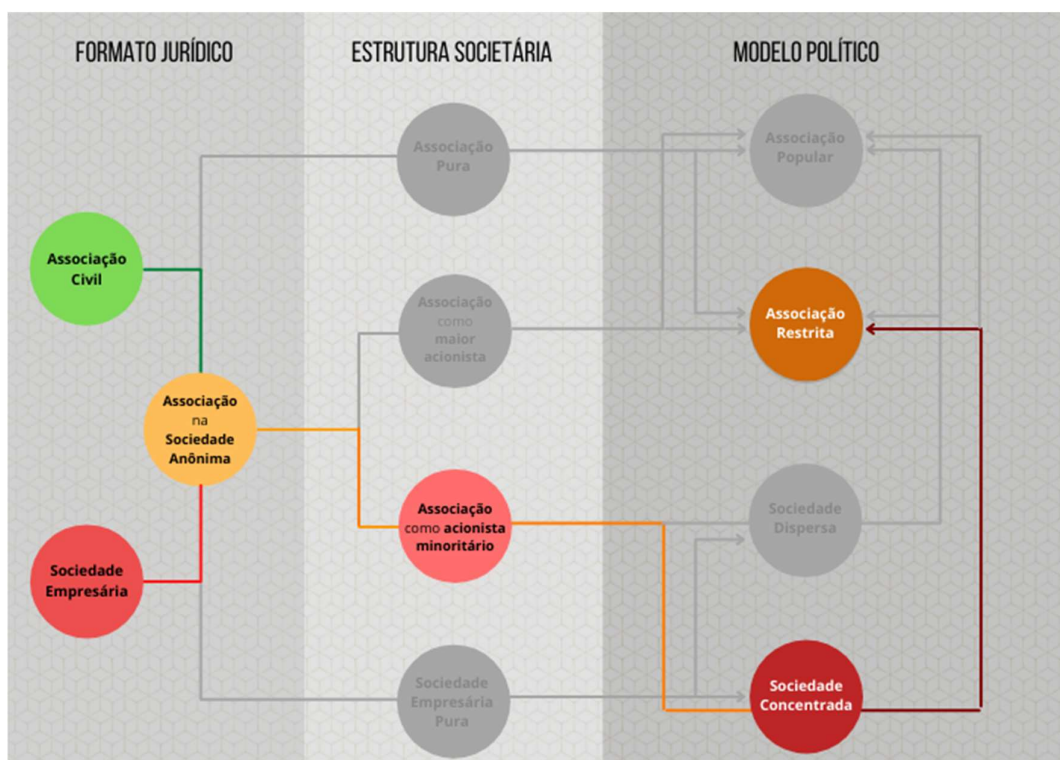 FORMATO JURÍDICO
ESTRUTURA SOCIETÁRIA
MODELO POLÍTICO
Associação
Civil
Associação
na
Sociedade
Anônima
Sociedade
Empresária
Associação
Pura
Associação
como
maior
acionista
Associação
como acionista
minoritário
Sociedade
Empresária
Pura
Associação
Popular
Associação
Restrita
Sociedade
Dispersa
Sociedade
Concentrada